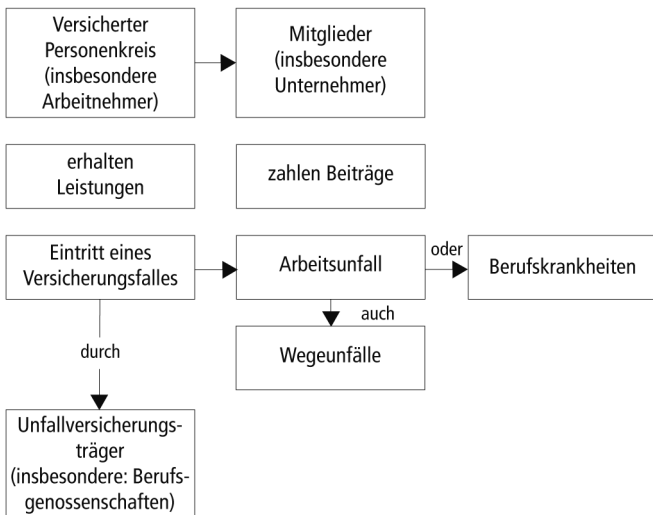 Versicherter
Personenkreis
(insbesondere
Arbeitnehmer)
Mitglieder
(insbesondere
Unternehmer)
erhalten
Leistungen
zahlen Beiträge
Eintritt eines
Versicherungsfalles
Arbeitsunfall
oder
Berufskrankheiten
auch
Wegeunfälle
durch
Unfallversicherungs-
träger
(insbesondere: Berufs-
genossenschaften)